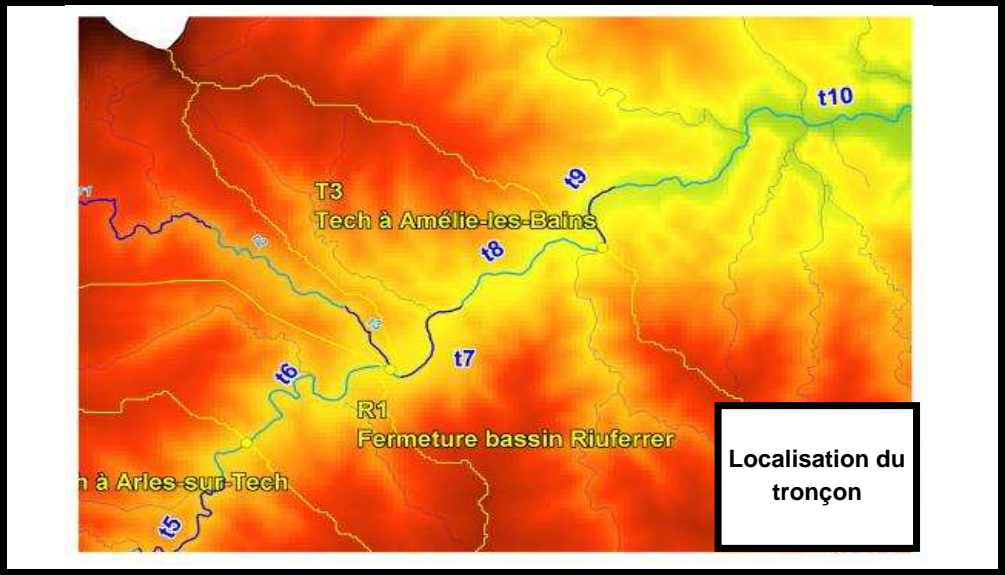 t10
t9
T3
Tech à Amélie-les-Bains
t8
t7
t6
R1
Fermeture bassin Riuferrer
Localisation du
tronçon
à Arles-sur-Tech
t5